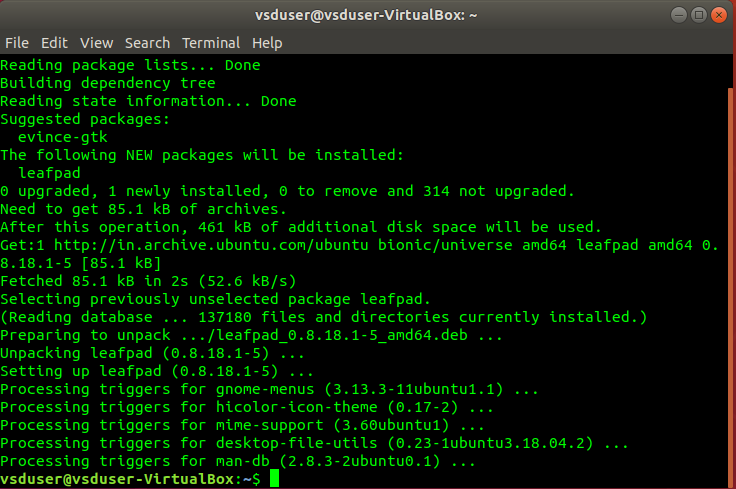 vsduser@vsduser-VirtualBox: ~
File Edit View Search Terminal Help
Reading package lists... Done
Building dependency tree
Reading state information... Done
Suggested packages:
  evince-gtk
The following NEW packages will be installed:
  leafpad
0 upgraded, 1 newly installed, 0 to remove and 314 not upgraded.
Need to get 85.1 kB of archives.
After this operation, 461 kB of additional disk space will be used.
Get:1 http://in.archive.ubuntu.com/ubuntu bionic/universe amd64 leafpad amd64 0.
8.18.1-5 [85.1 kB]
Fetched 85.1 kB in 2s (52.6 kB/s)
Selecting previously unselected package leafpad.
(Reading database ... 137180 files and directories currently installed.)
Preparing to unpack .../leafpad_0.8.18.1-5_amd64.deb ...
Unpacking leafpad (0.8.18.1-5) ...
Setting up leafpad (0.8.18.1-5) ...
Processing triggers for gnome-menus (3.13.3-11ubuntu1.1) ...
Processing triggers for hicolor-icon-theme (0.17-2) ...
Processing triggers for mime-support (3.60ubuntu1) ...
Processing triggers for desktop-file-utils (0.23-1ubuntu3.18.04.2) ...
Processing triggers for man-db (2.8.3-2ubuntu0.1) ...
vsduser@vsduser-VirtualBox:~$